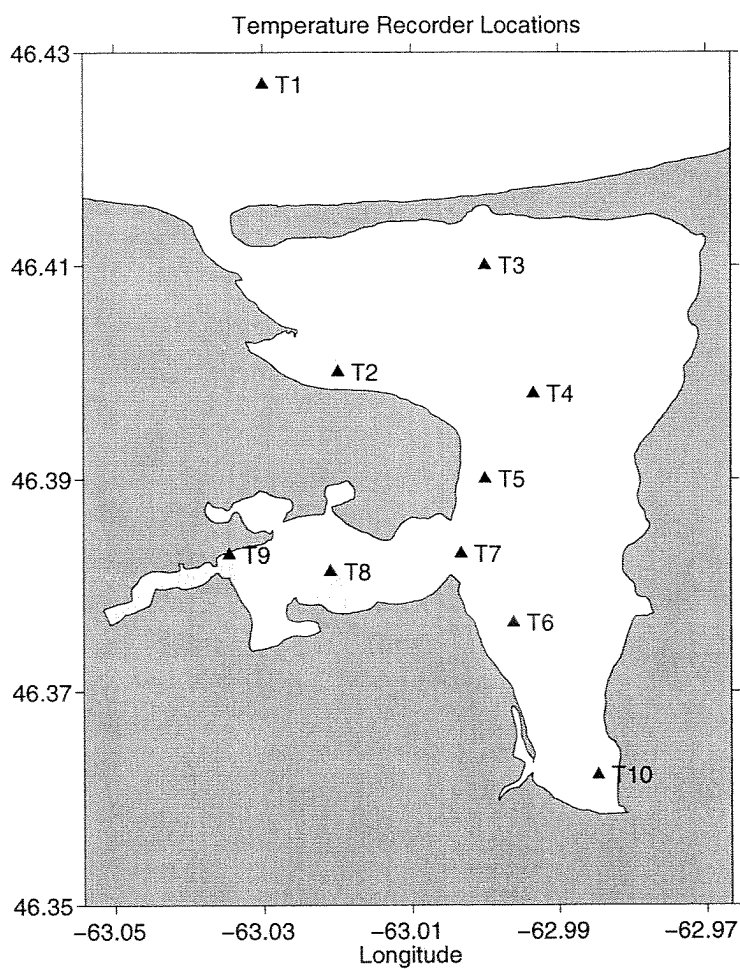 Temperature Recorder Locations
46.43
T1
46.41
T3
T2
T4
46.39
T5
T9
T8
T7
T6
46.37
T10
46.35
−63.05 −63.03 −63.01 −62.99 −62.97
Longitude